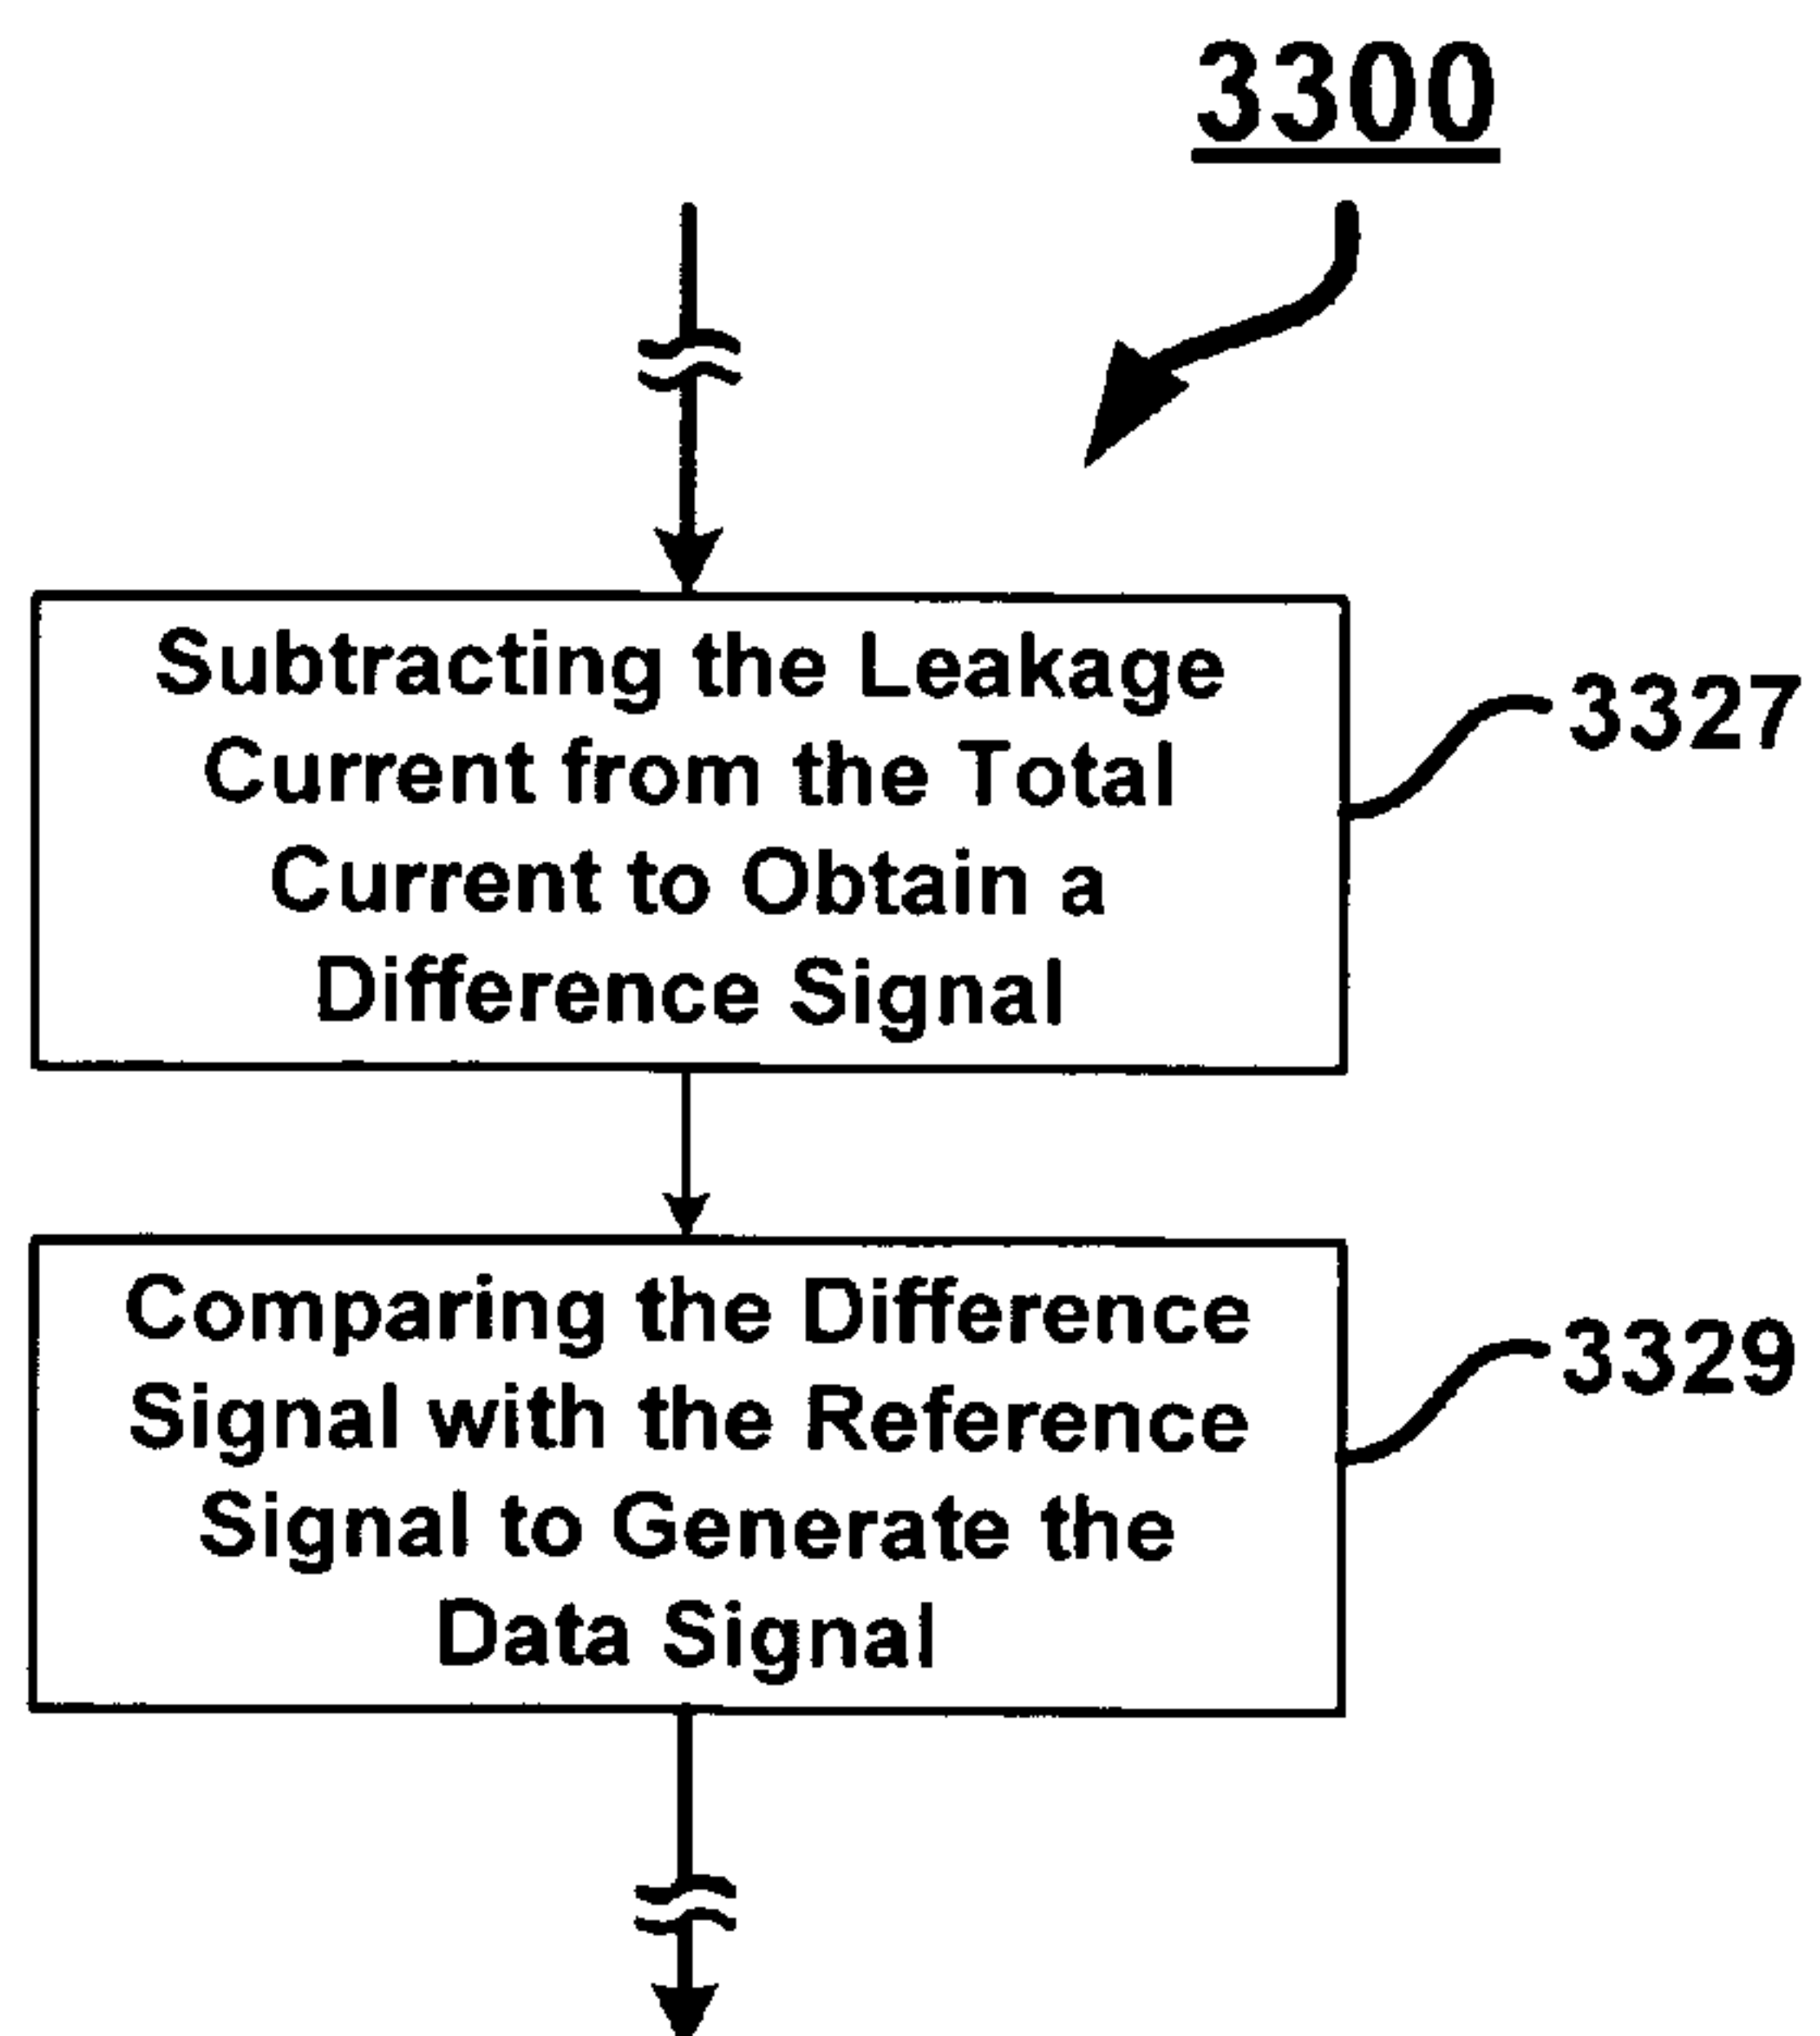 3300
Subtracting the Leakage
Current from the Total
Current to Obtain a
Difference Signal
3327
Comparing the Difference
Signal with the Reference
Signal to Generate the
Data Signal
3329